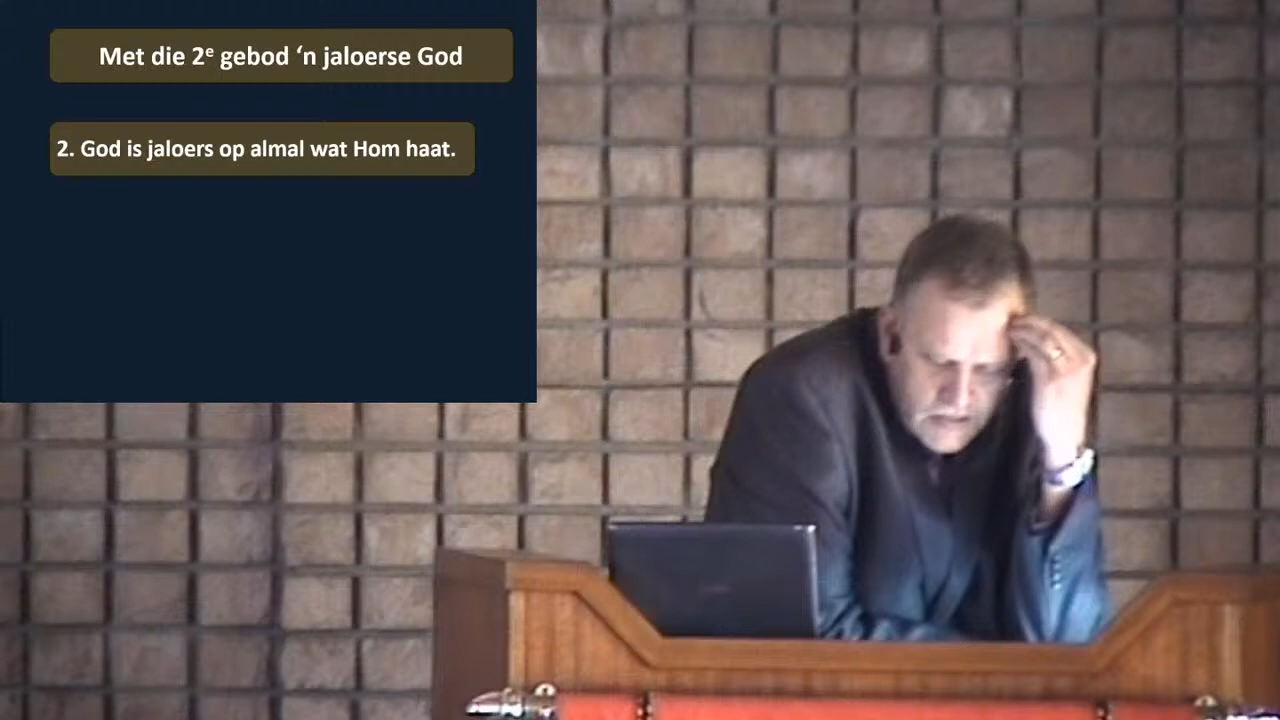 Met die 2e gebod ‘n jaloerse God
2. God is jaloers op almal wat Hom haat.